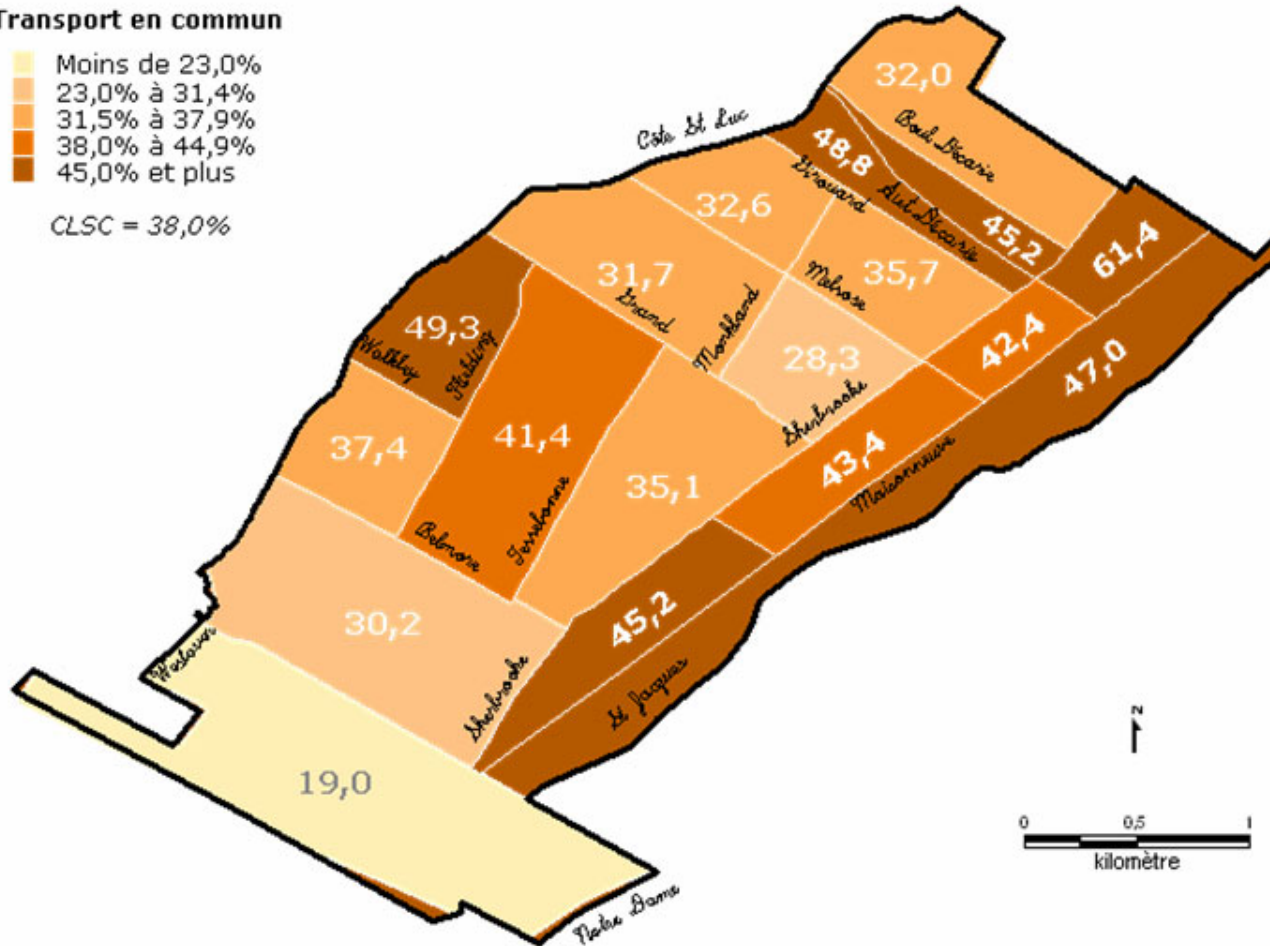 Transport en commun
Moins de 23,0%
23,0% à 31,4%
31,5% à 37,9%
38,0% à 44,9%
45,0% et plus
CLSC = 38,0%
32,0
Côte St Luc
Boul Décarie
48,8
Girouard
Aut Décarie
45,2
61,4
32,6
35,7
Melrose
31,7
Grand
Monkland
28,3
Sherbrooke
42,4
47,0
49,3
Walkley
Fielding
37,4
41,4
35,1
43,4
Maisonneuve
Belmore
Terrebonne
30,2
45,2
Westover
Sherbrooke
St Jacques
19,0
Notre Dame
N
0 0,5 1
kilomètre